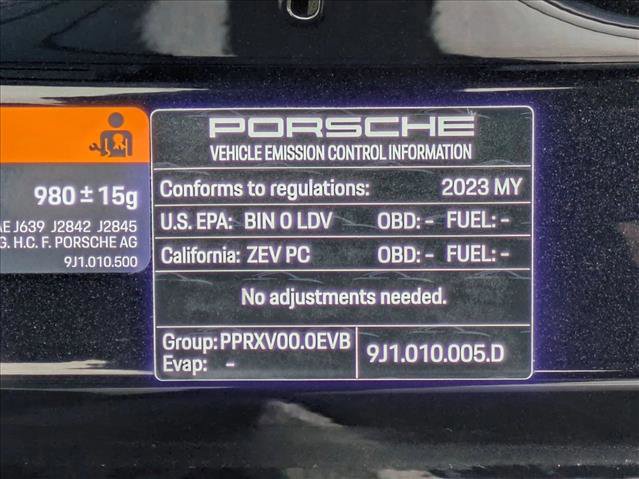 PORSCHE
VEHICLE EMISSION CONTROL INFORMATION
Conforms to regulations: 2023 MY
U.S. EPA: BIN 0 LDV OBD: - FUEL: -
California: ZEV PC OBD: - FUEL: -
No adjustments needed.
Group: PPRXV00.0EVB
Evap: -
9J1.010.005.D
980 ± 15g
AE J639 J2842 J2845
G. H.C. F. PORSCHE AG
9J1.010.500